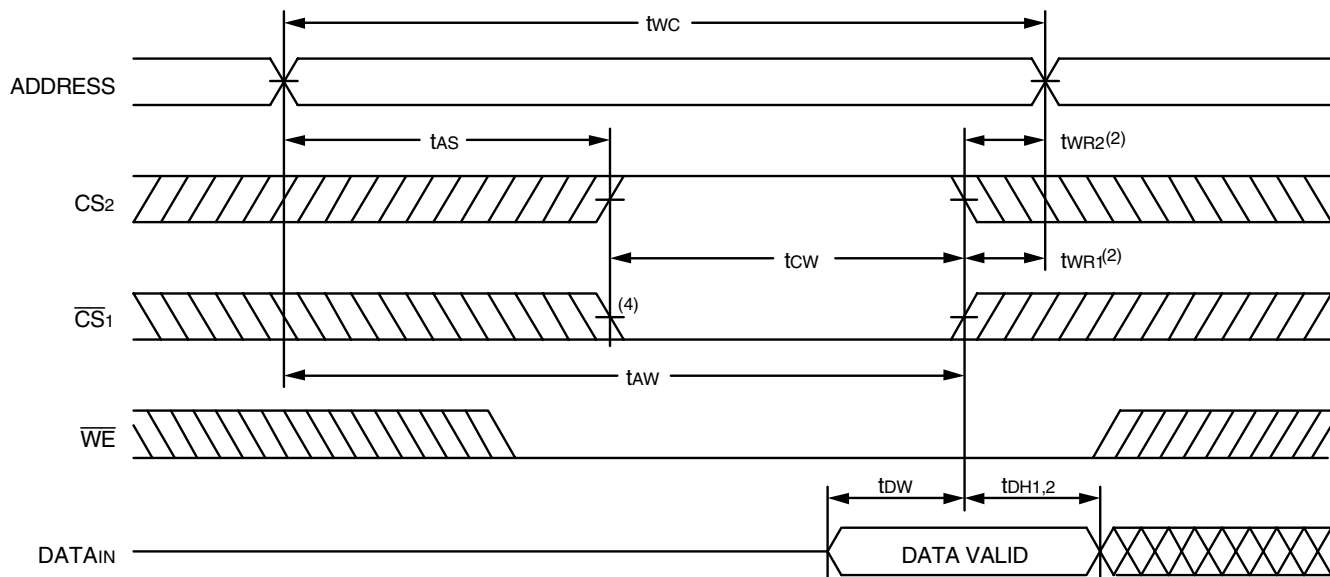 tWC
ADDRESS
tAS
tWR2(2)
CS2
tCW
tWR1(2)
CS1
(4)
tAW
WE
tDW
tDH1,2
DATAIN
DATA VALID